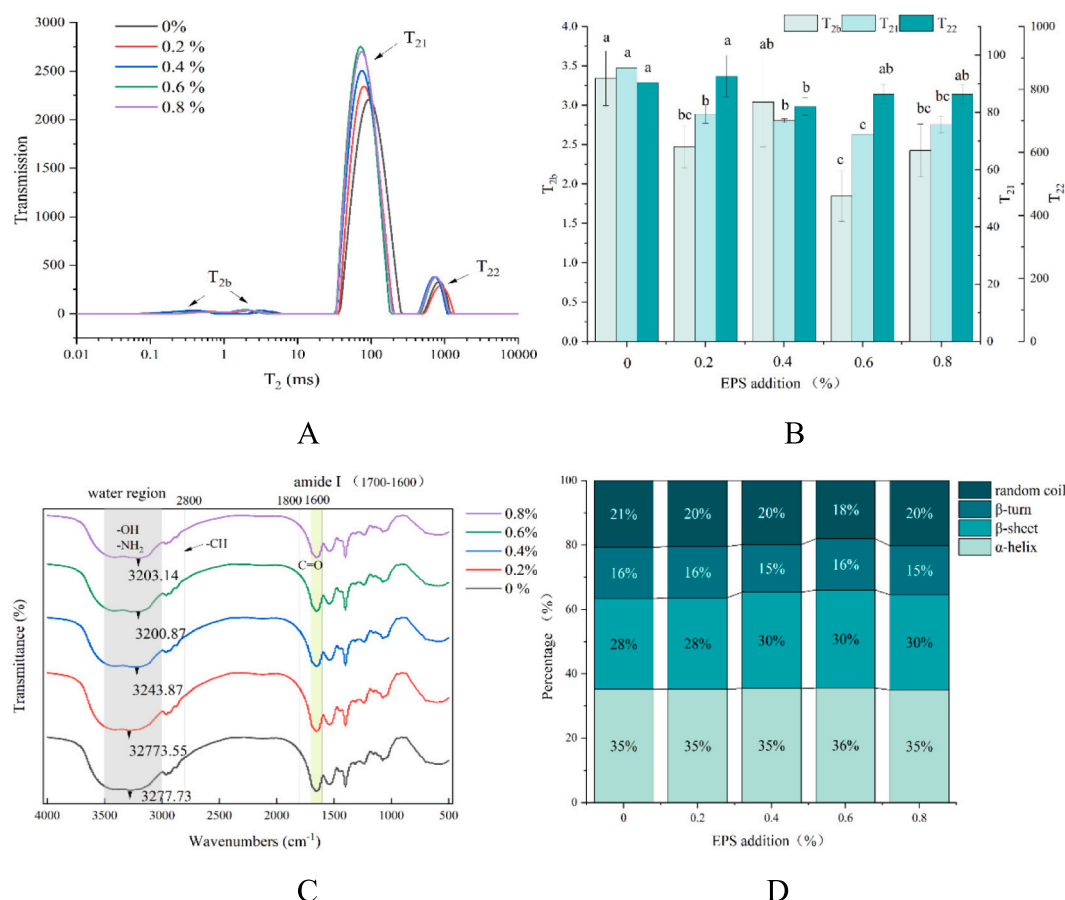 3000
2500
2000
1500
1000
500
0
Transmission
0%
0.2 %
0.4 %
0.6 %
0.8 %
T21
T2b
T22
0.01
0.1
1
10
100
1000
10000
T2 (ms)
A
T2b
T21
T22
4.0
3.5
3.0
2.5
2.0
1.5
1.0
0.5
0.0
T2b
a
a
a
bc
b
a
ab
b
b
c
c
ab
bc
bc
ab
0
0.2
0.4
0.6
0.8
EPS addition（%）
100
80
60
40
20
0
T21
1000
800
600
400
200
0
T22
B
amide I （1700-1600）
water region
2800
1800
1600
-OH
-NH2
-CH
C=O
3203.14
3200.87
3243.87
32773.55
3277.73
0.8%
0.6%
0.4%
0.2%
0 %
Transmittance (%)
4000
3500
3000
2500
2000
1500
1000
500
Wavenumbers (cm-1)
C
100
80
60
40
20
0
Percentage（%）
21%
20%
20%
18%
20%
16%
16%
15%
16%
15%
28%
28%
30%
30%
30%
35%
35%
35%
36%
35%
random coil
β-turn
β-sheet
α-helix
0
0.2
0.4
0.6
0.8
EPS addition（%）
D